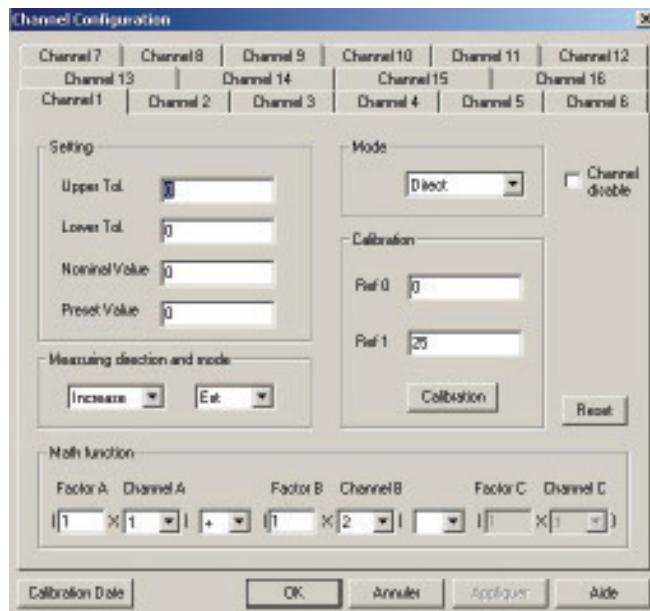 Channel Configuration
Channel 7 Channel 8 Channel 9 Channel 10 Channel 11 Channel 12
Channel 13 Channel 14 Channel 15 Channel 16
Channel 1 Channel 2 Channel 3 Channel 4 Channel 5 Channel 6
Setting
Upper Tol. 0
Lower Tol. 0
Nominal Value 0
Preset Value 0
Mode
Direct
Channel disable
Calibration
Ref 0 0
Ref 1 25
Calibration
Measuring direction and mode
Increase Ext
Reset
Math function
Factor A Channel A Factor B Channel B Factor C Channel C
( 1 X 1 ) + ( 1 X 2 ) ( 1 X 1 )
Calibration Date OK Annuler Appliquer Aide